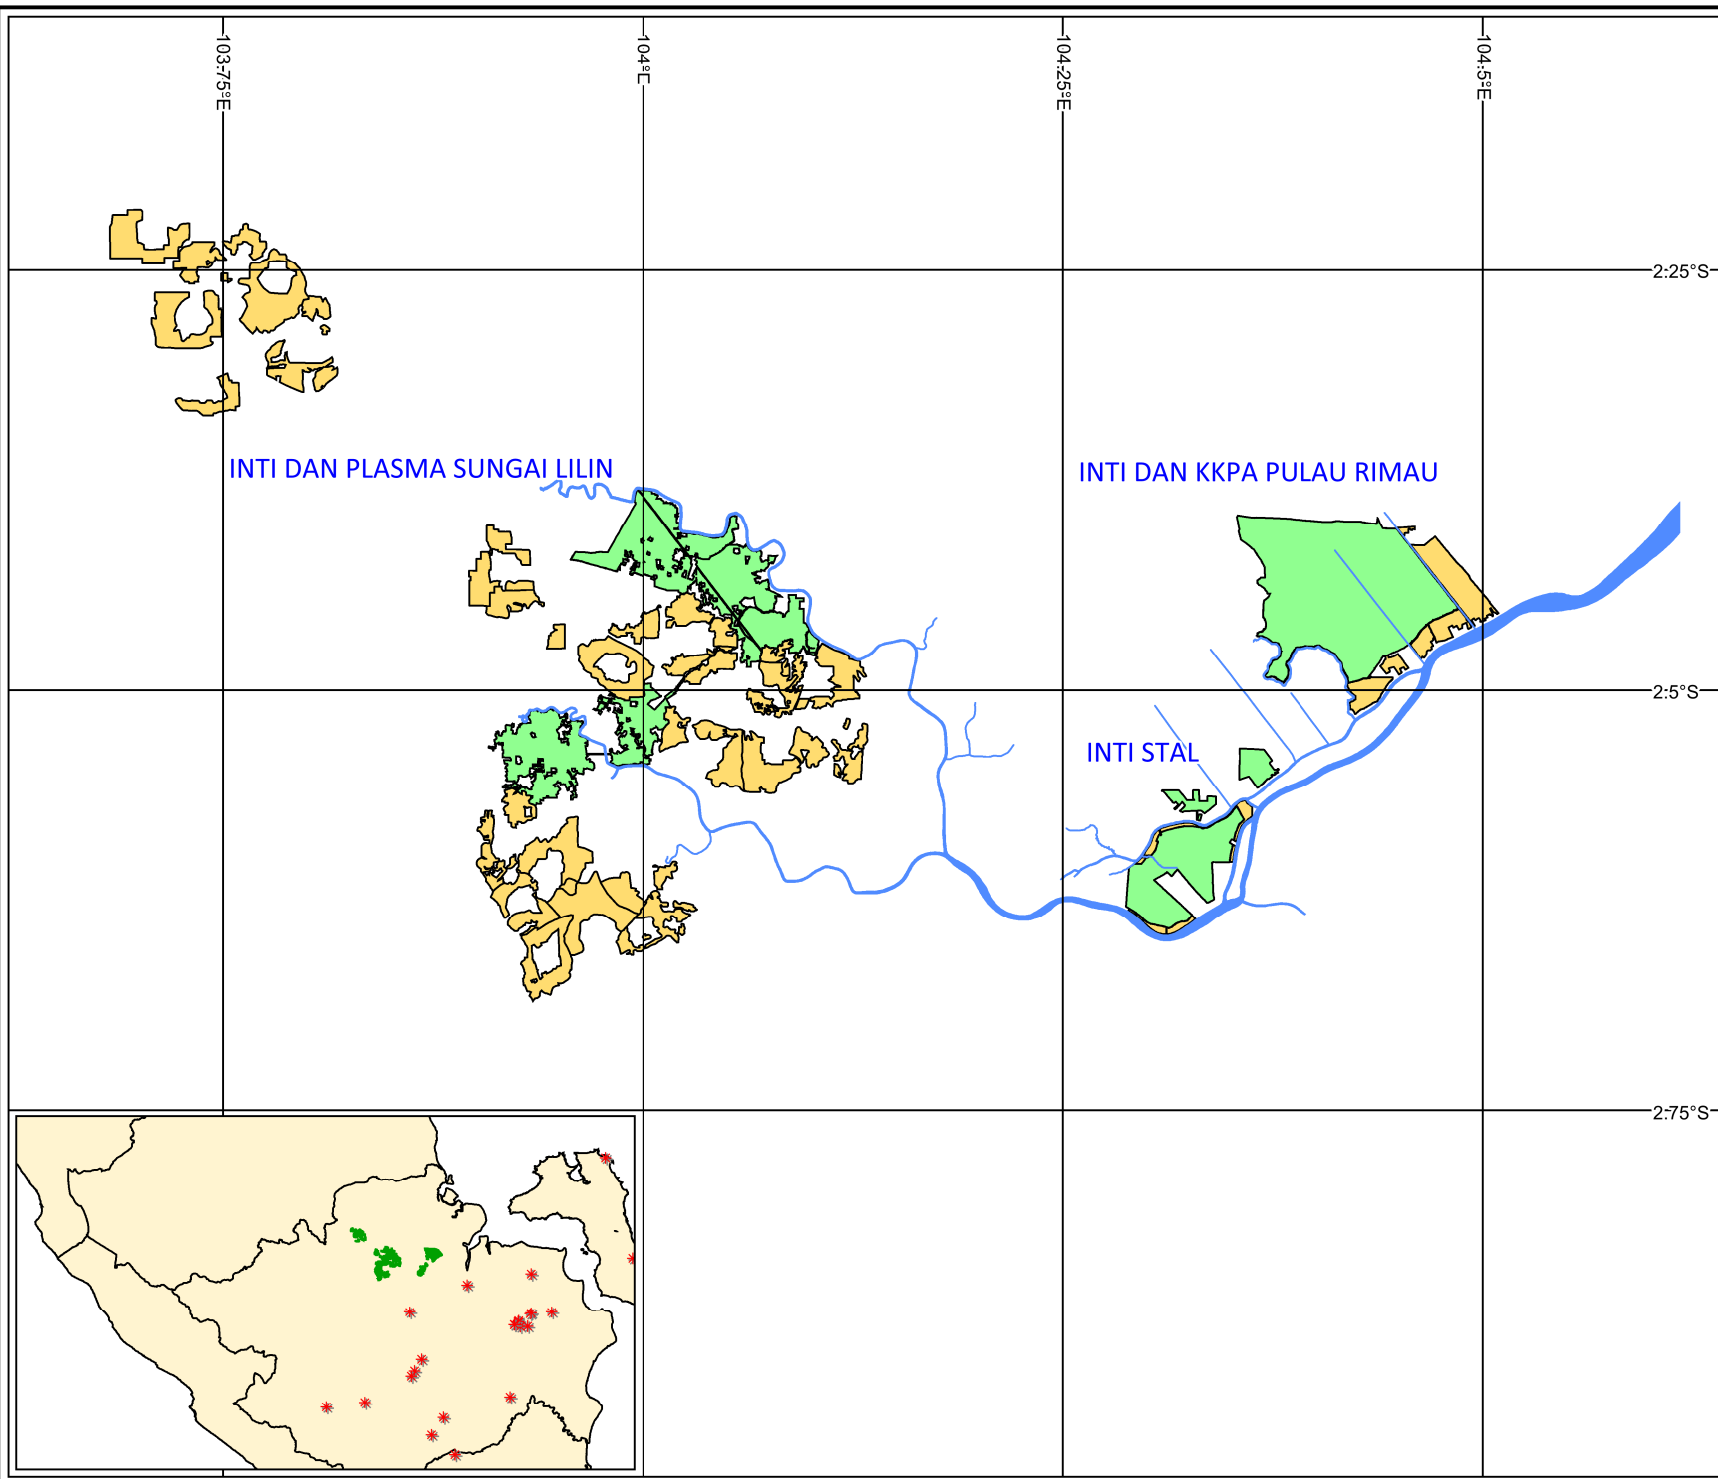 103.75°E
104°E
104.25°E
104.5°E
2.25°S
INTI DAN PLASMA SUNGAI LILIN
INTI DAN KKPA PULAU RIMAU
2.5°S
INTI STAL
2.75°S